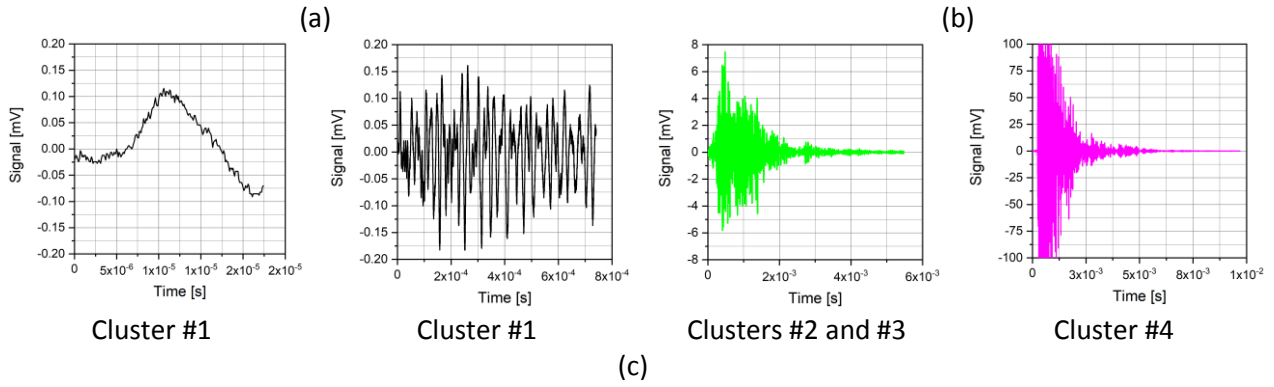 (a)
(b)
Signal [mV]
0.20
0.15
0.10
0.05
0.00
-0.05
-0.10
-0.15
-0.20
0 5x10⁻⁶ 1x10⁻⁵ 2x10⁻⁵ 2x10⁻⁵
Time [s]
Cluster #1
Signal [mV]
0.20
0.15
0.10
0.05
0.00
-0.05
-0.10
-0.15
-0.20
0 2x10⁻⁴ 4x10⁻⁴ 6x10⁻⁴ 8x10⁻⁴
Time [s]
Cluster #1
Signal [mV]
8
6
4
2
0
-2
-4
-6
-8
0 2x10⁻³ 4x10⁻³ 6x10⁻³
Time [s]
Clusters #2 and #3
Signal [mV]
100
75
50
25
0
-25
-50
-75
-100
0 3x10⁻³ 5x10⁻³ 8x10⁻³ 1x10⁻²
Time [s]
Cluster #4
(c)